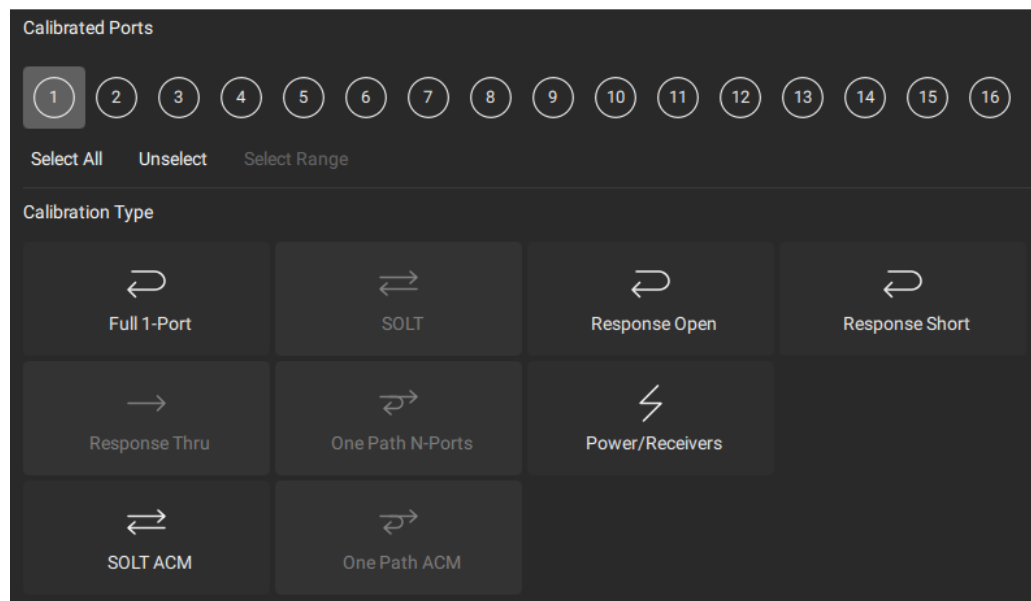 Calibrated Ports
1 2 3 4 5 6 7 8 9 10 11 12 13 14 15 16
Select All Unselect Select Range
Calibration Type
Full 1-Port SOLT Response Open Response Short
Response Thru One Path N-Ports Power/Receivers
SOLT ACM One Path ACM